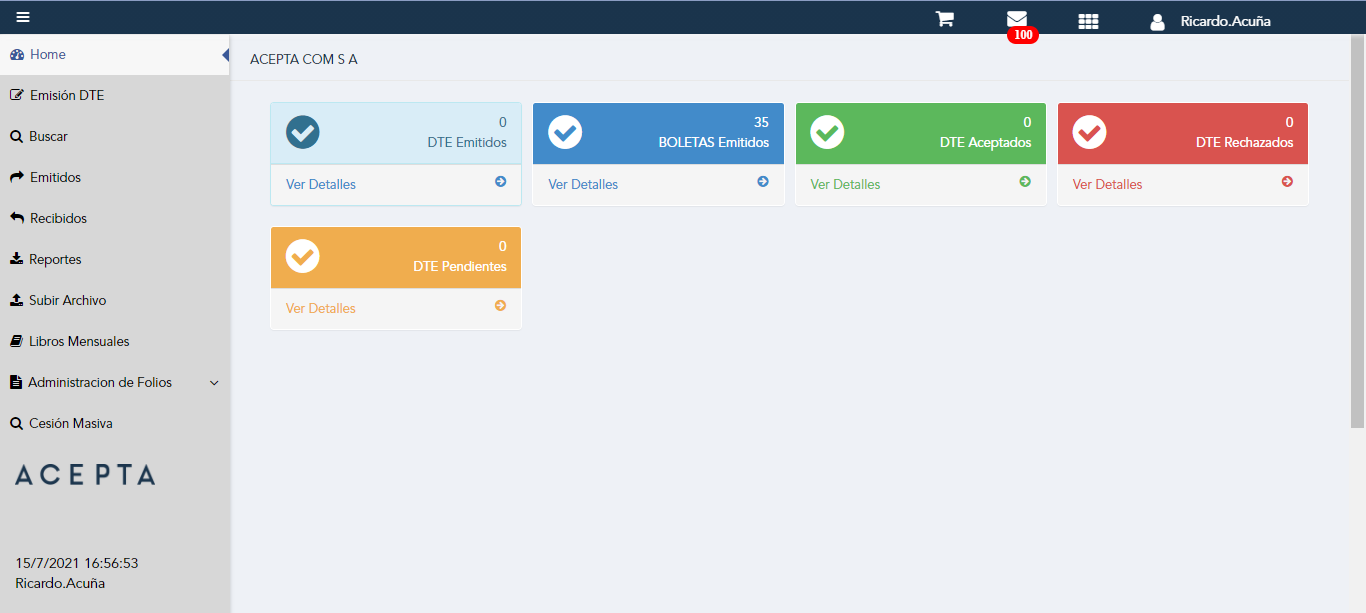 Ricardo.Acuña
100
Home
Emisión DTE
Buscar
Emitidos
Recibidos
Reportes
Subir Archivo
Libros Mensuales
Administracion de Folios
Cesión Masiva
ACEPTA
15/7/2021 16:56:53
Ricardo.Acuña
ACEPTA COM S A
0
DTE Emitidos
Ver Detalles
35
BOLETAS Emitidos
Ver Detalles
0
DTE Aceptados
Ver Detalles
0
DTE Rechazados
Ver Detalles
0
DTE Pendientes
Ver Detalles